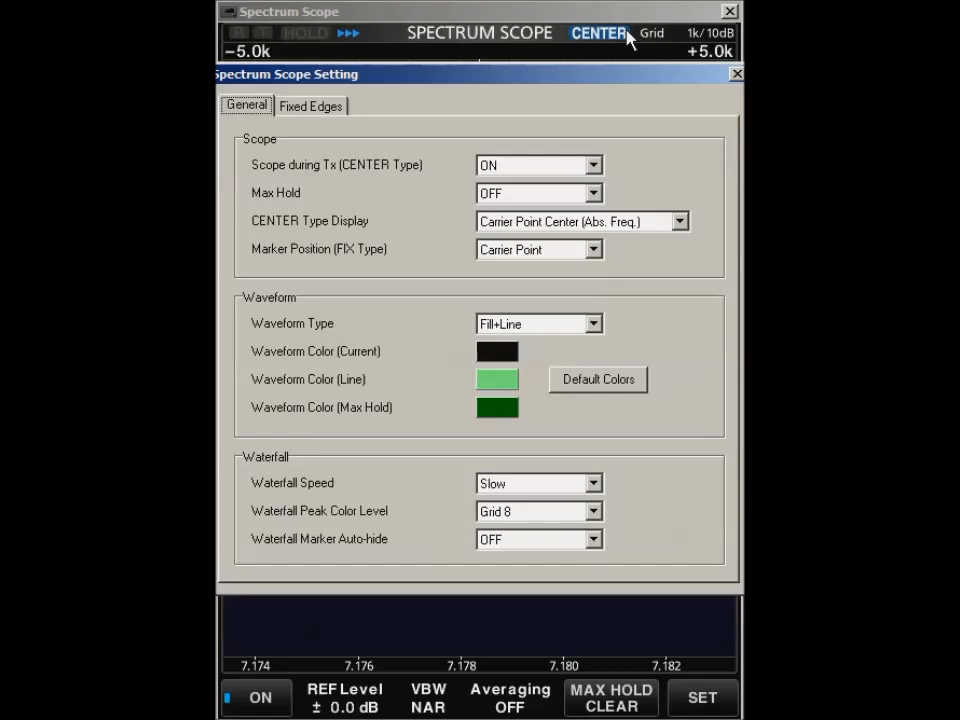 Spectrum Scope
R T HOLD SPECTRUM SCOPE CENTER Grid 1k/10dB
−5.0k +5.0k
Spectrum Scope Setting
General Fixed Edges
Scope
Scope during Tx (CENTER Type) ON
Max Hold OFF
CENTER Type Display Carrier Point Center (Abs. Freq.)
Marker Position (FIX Type) Carrier Point
Waveform
Waveform Type Fill+Line
Waveform Color (Current)
Waveform Color (Line) Default Colors
Waveform Color (Max Hold)
Waterfall
Waterfall Speed Slow
Waterfall Peak Color Level Grid 8
Waterfall Marker Auto-hide OFF
7.174 7.176 7.178 7.180 7.182
ON REF Level ± 0.0 dB VBW NAR Averaging OFF MAX HOLD CLEAR SET